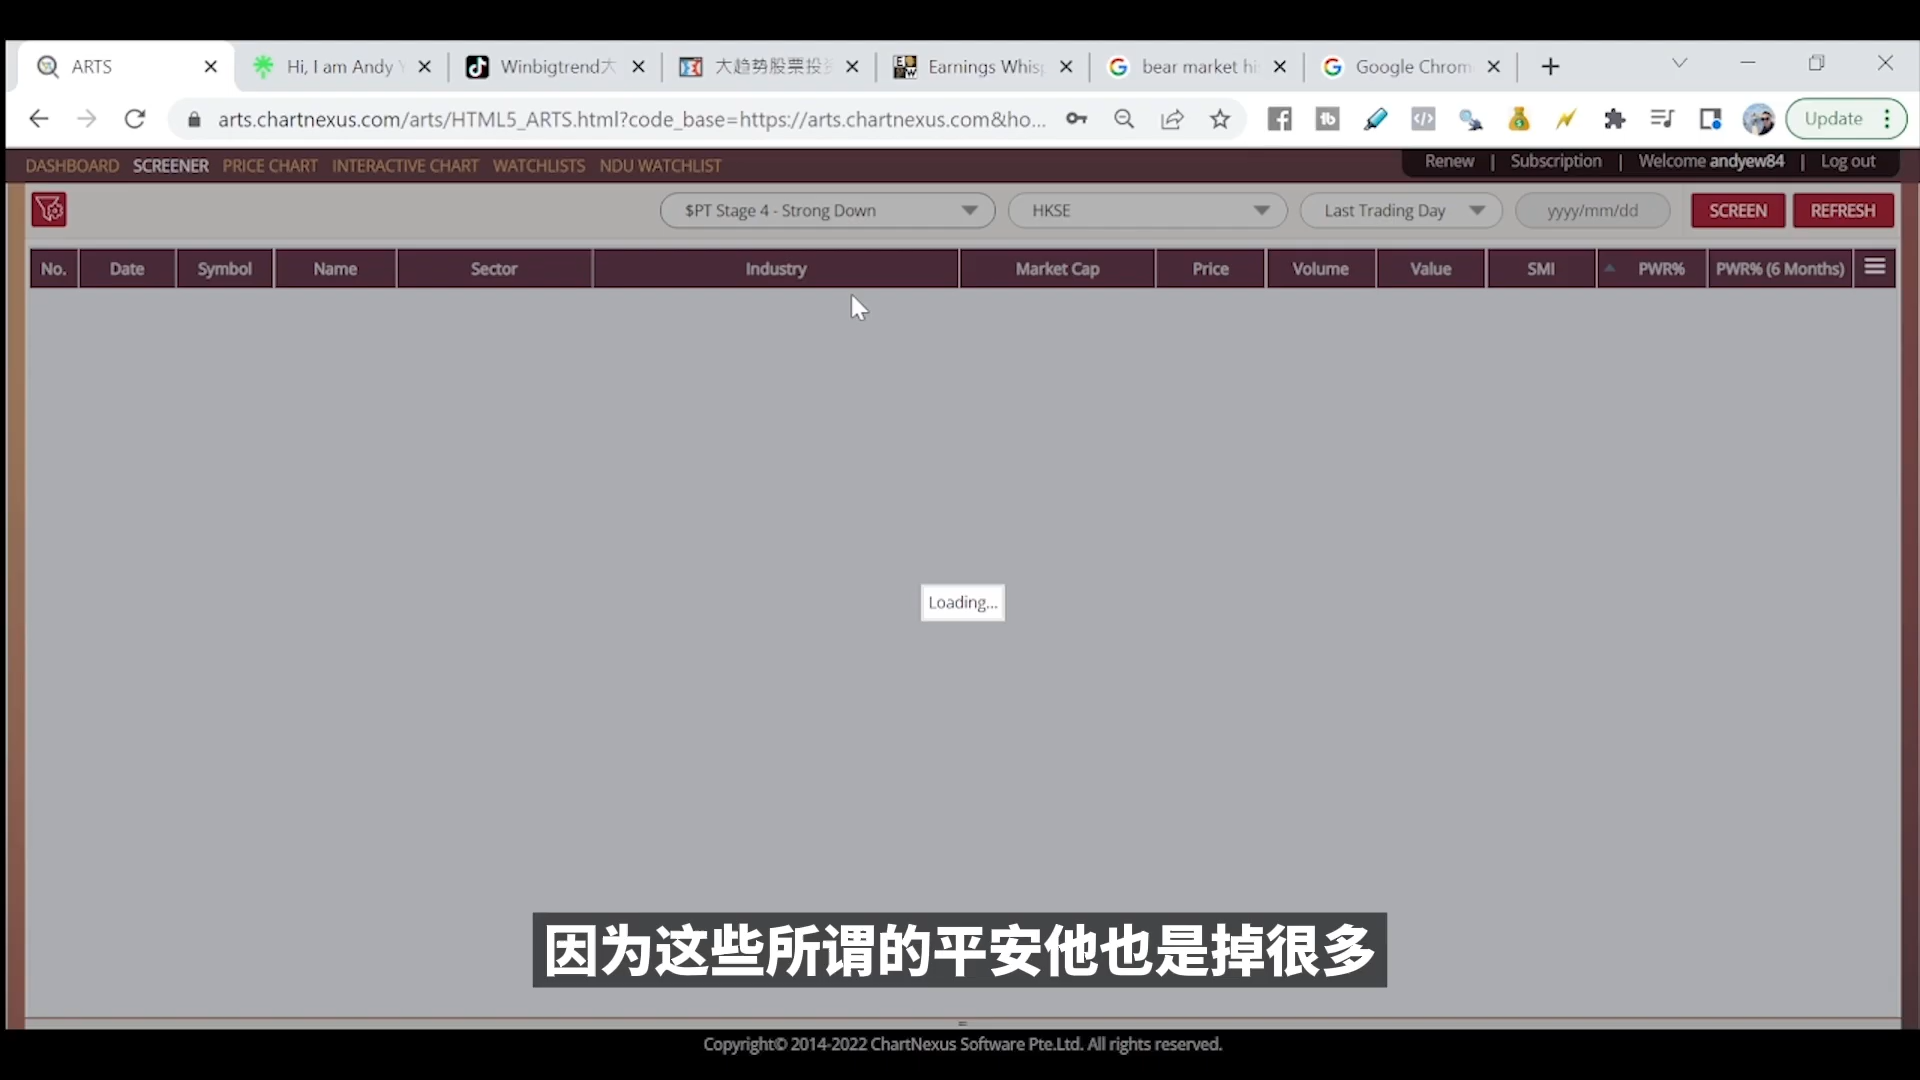 ARTS
Hi, I am Andy
Winbigtrend大
大趋势股票投
Earnings Whis
bear market hi
Google Chrom
arts.chartnexus.com/arts/HTML5_ARTS.html?code_base=https://arts.chartnexus.com&ho...
Update
DASHBOARD SCREENER PRICE CHART INTERACTIVE CHART WATCHLISTS NDU WATCHLIST
Renew | Subscription | Welcome andyew84 | Log out
$PT Stage 4 - Strong Down
HKSE
Last Trading Day
yyyy/mm/dd
SCREEN
REFRESH
No. Date Symbol Name Sector Industry Market Cap Price Volume Value SMI PWR% PWR% (6 Months)
Loading...
因为这些所谓的平安他也是掉很多
Copyright© 2014-2022 ChartNexus Software Pte.Ltd. All rights reserved.